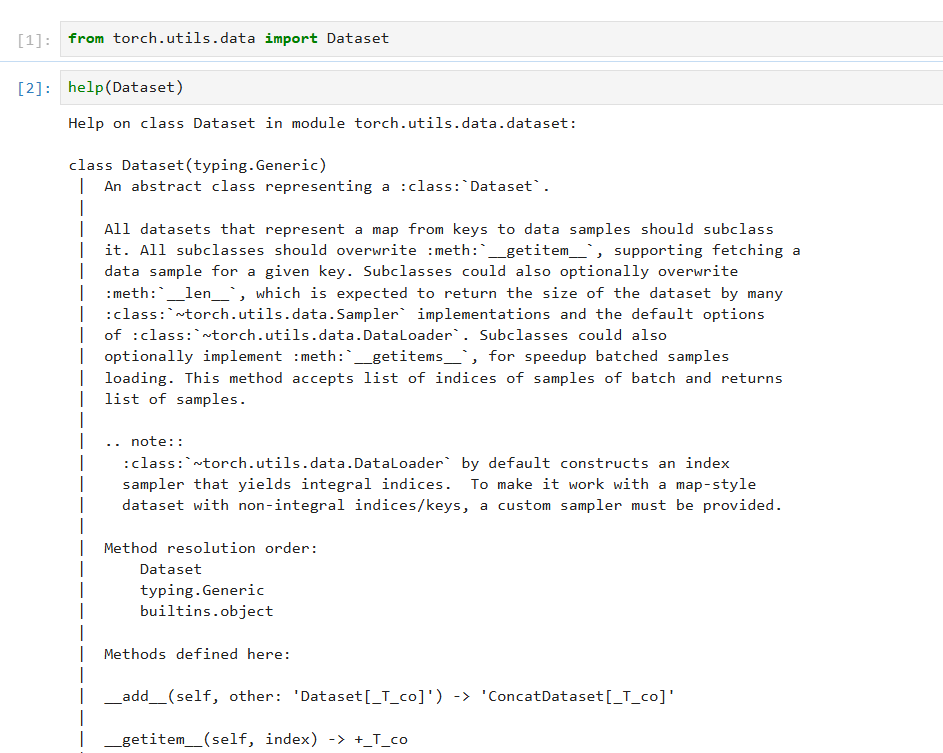 [1]: from torch.utils.data import Dataset
[2]: help(Dataset)
Help on class Dataset in module torch.utils.data.dataset:
class Dataset(typing.Generic)
| An abstract class representing a :class:`Dataset`.
|
| All datasets that represent a map from keys to data samples should subclass
| it. All subclasses should overwrite :meth:`__getitem__`, supporting fetching a
| data sample for a given key. Subclasses could also optionally overwrite
| :meth:`__len__`, which is expected to return the size of the dataset by many
| :class:`~torch.utils.data.Sampler` implementations and the default options
| of :class:`~torch.utils.data.DataLoader`. Subclasses could also
| optionally implement :meth:`__getitems__`, for speedup batched samples
| loading. This method accepts list of indices of samples of batch and returns
| list of samples.
|
| .. note::
|   :class:`~torch.utils.data.DataLoader` by default constructs an index
|   sampler that yields integral indices.  To make it work with a map-style
|   dataset with non-integral indices/keys, a custom sampler must be provided.
|
| Method resolution order:
|     Dataset
|     typing.Generic
|     builtins.object
|
| Methods defined here:
|
| __add__(self, other: 'Dataset[_T_co]') -> 'ConcatDataset[_T_co]'
|
| __getitem__(self, index) -> +_T_co